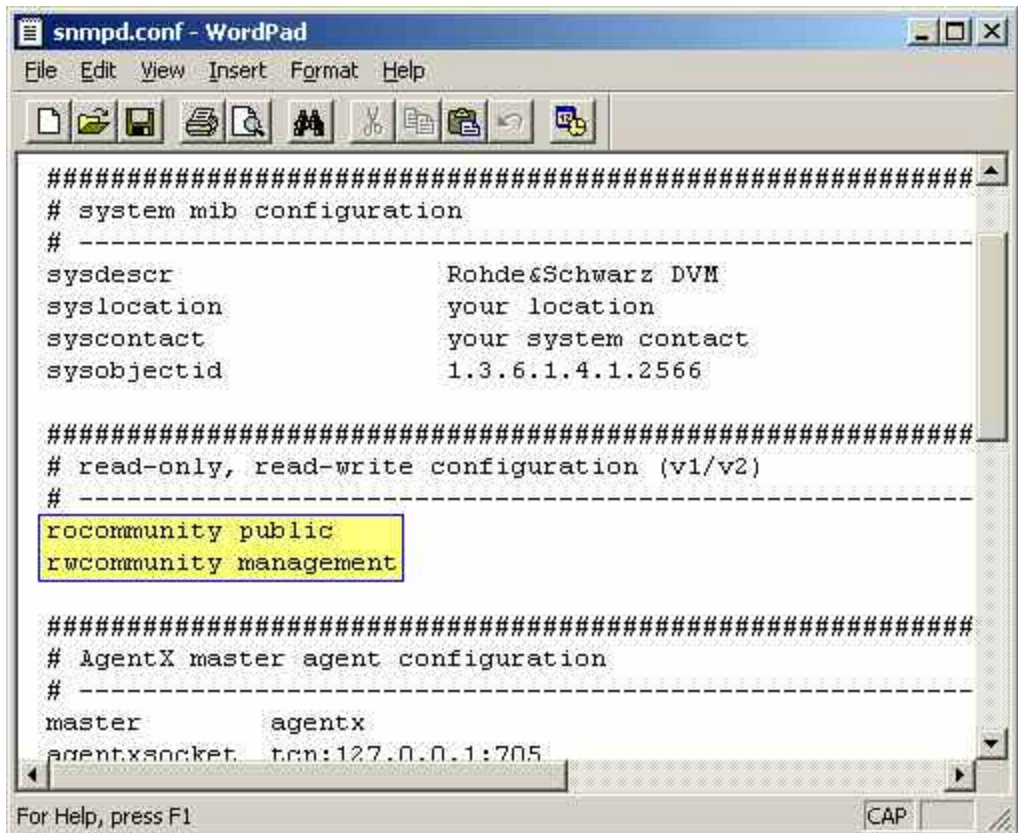 snmpd.conf - WordPad
File Edit View Insert Format Help
##########################################################
# system mib configuration
# --------------------------------------------------------
sysdescr Rohde&Schwarz DVM
syslocation your location
syscontact your system contact
sysobjectid 1.3.6.1.4.1.2566
##########################################################
# read-only, read-write configuration (v1/v2)
# --------------------------------------------------------
rocommunity public
rwcommunity management
##########################################################
# AgentX master agent configuration
# --------------------------------------------------------
master agentx
agentxsocket tcp:127.0.0.1:705
For Help, press F1
CAP